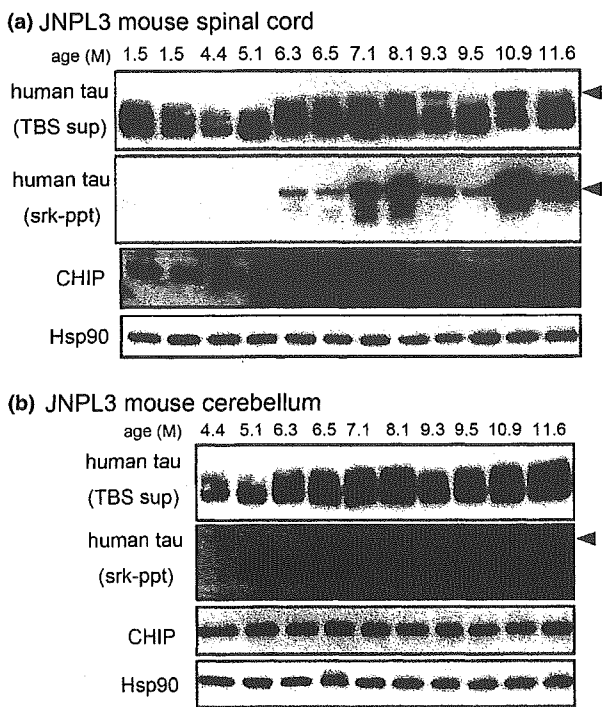 (a) JNPL3 mouse spinal cord
age (M) 1.5 1.5 4.4 5.1 6.3 6.5 7.1 8.1 9.3 9.5 10.9 11.6
human tau
(TBS sup)
human tau
(srk-ppt)
CHIP
Hsp90
(b) JNPL3 mouse cerebellum
age (M) 4.4 5.1 6.3 6.5 7.1 8.1 9.3 9.5 10.9 11.6
human tau
(TBS sup)
human tau
(srk-ppt)
CHIP
Hsp90